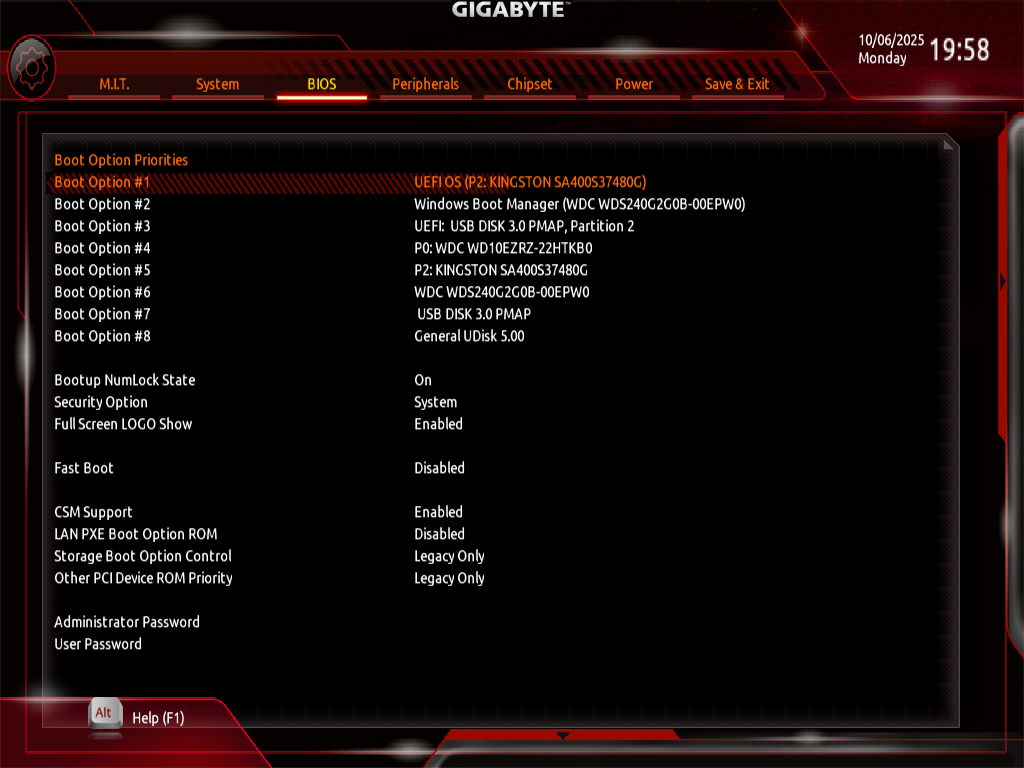 GIGABYTE™
10/06/2025 19:58
Monday
M.I.T. System BIOS Peripherals Chipset Power Save & Exit
Boot Option Priorities
Boot Option #1 UEFI OS (P2: KINGSTON SA400S37480G)
Boot Option #2 Windows Boot Manager (WDC WDS240G2G0B-00EPW0)
Boot Option #3 UEFI:  USB DISK 3.0 PMAP, Partition 2
Boot Option #4 P0: WDC WD10EZRZ-22HTKB0
Boot Option #5 P2: KINGSTON SA400S37480G
Boot Option #6 WDC WDS240G2G0B-00EPW0
Boot Option #7 USB DISK 3.0 PMAP
Boot Option #8 General UDisk 5.00
Bootup NumLock State On
Security Option System
Full Screen LOGO Show Enabled
Fast Boot Disabled
CSM Support Enabled
LAN PXE Boot Option ROM Disabled
Storage Boot Option Control Legacy Only
Other PCI Device ROM Priority Legacy Only
Administrator Password
User Password
Alt Help (F1)